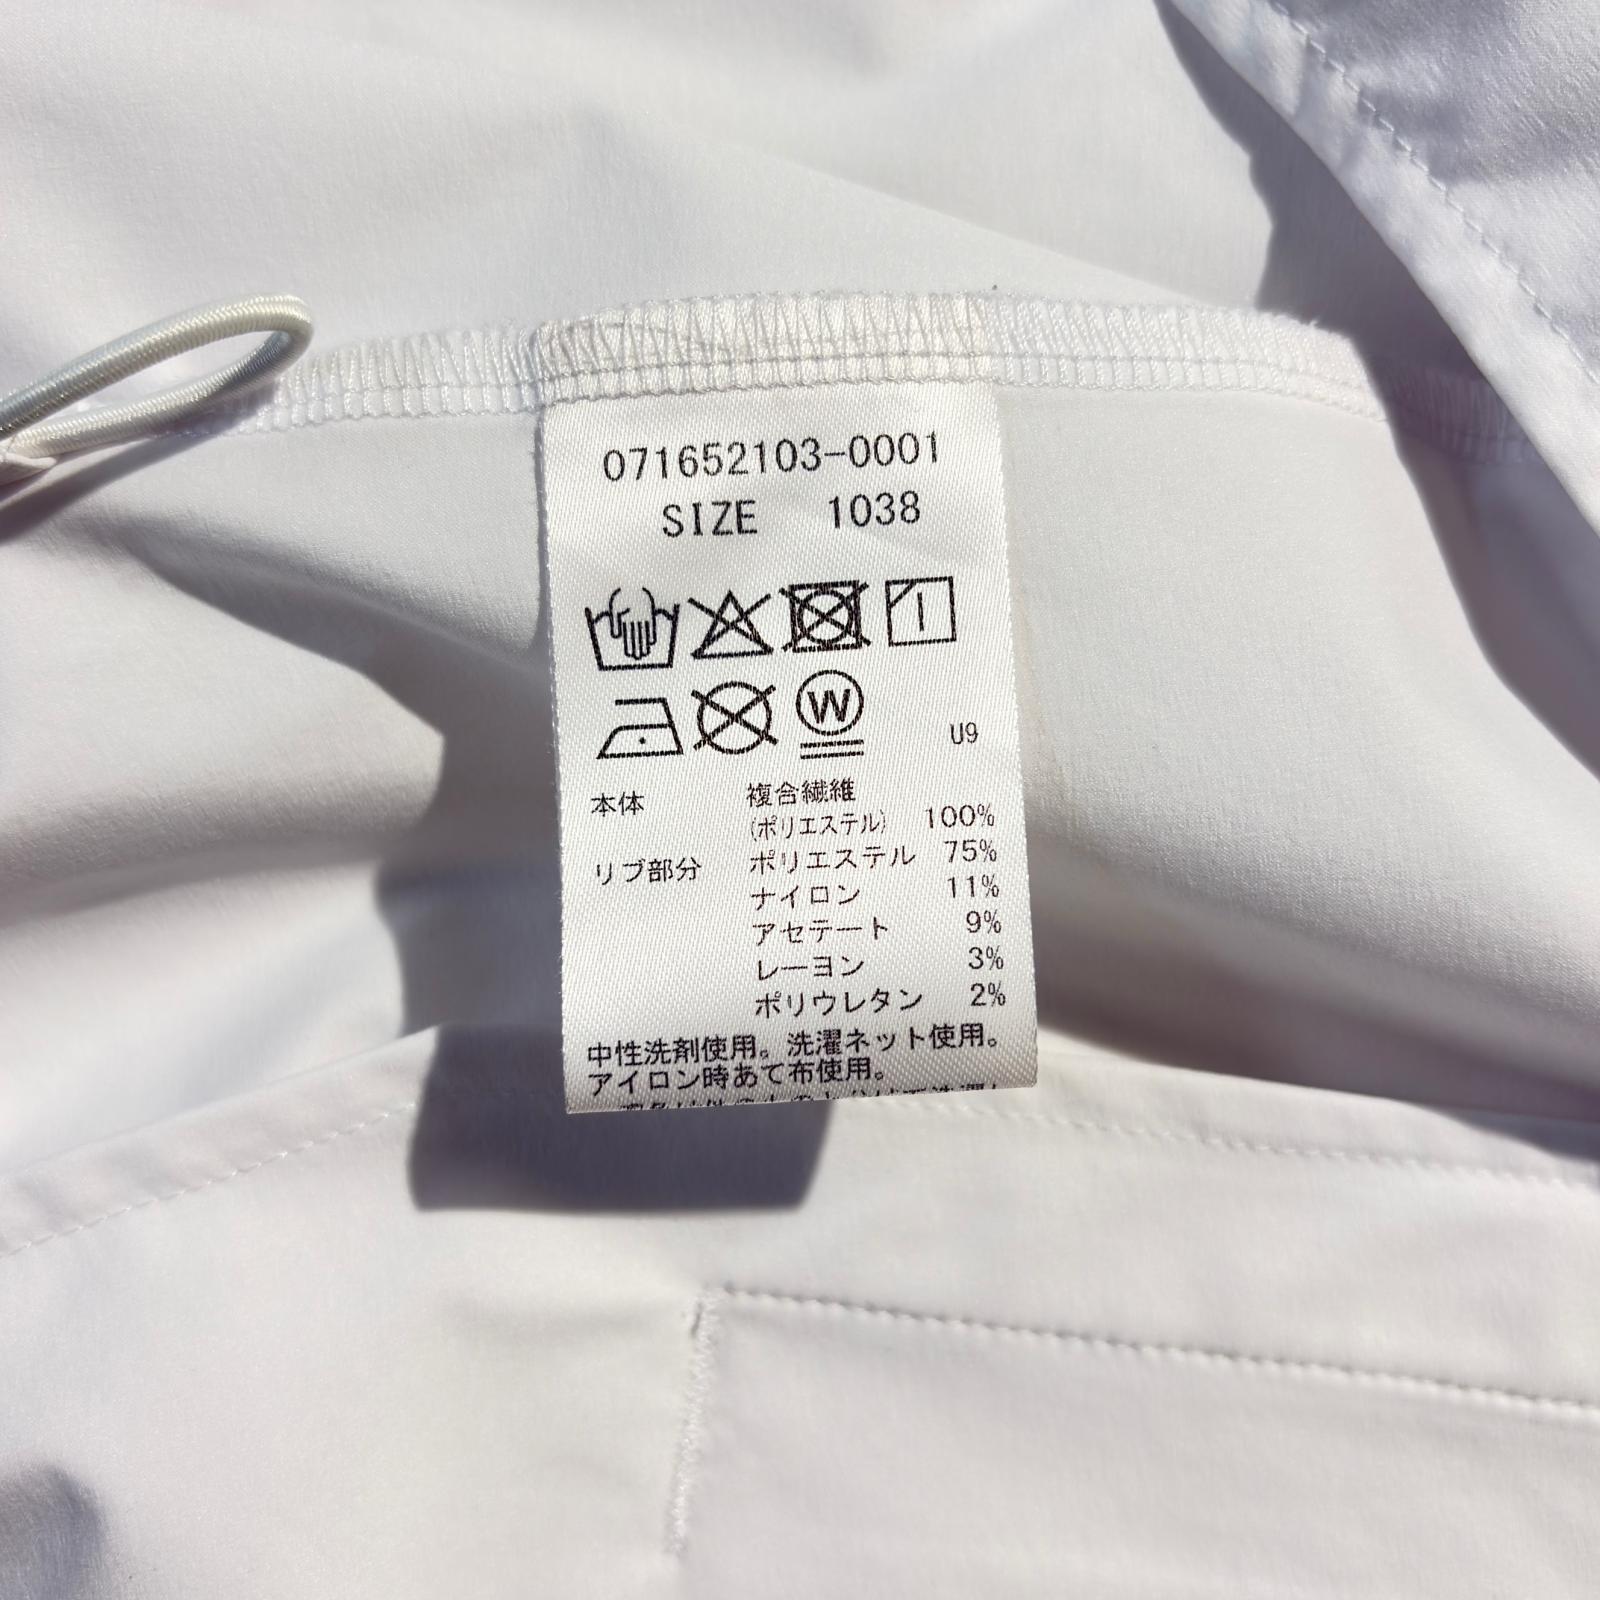 071652103-0001
SIZE 1038
W
U9
本体 複合繊維
(ポリエステル) 100%
リブ部分 ポリエステル 75%
ナイロン 11%
アセテート 9%
レーヨン 3%
ポリウレタン 2%
中性洗剤使用。洗濯ネット使用。
アイロン時あて布使用。